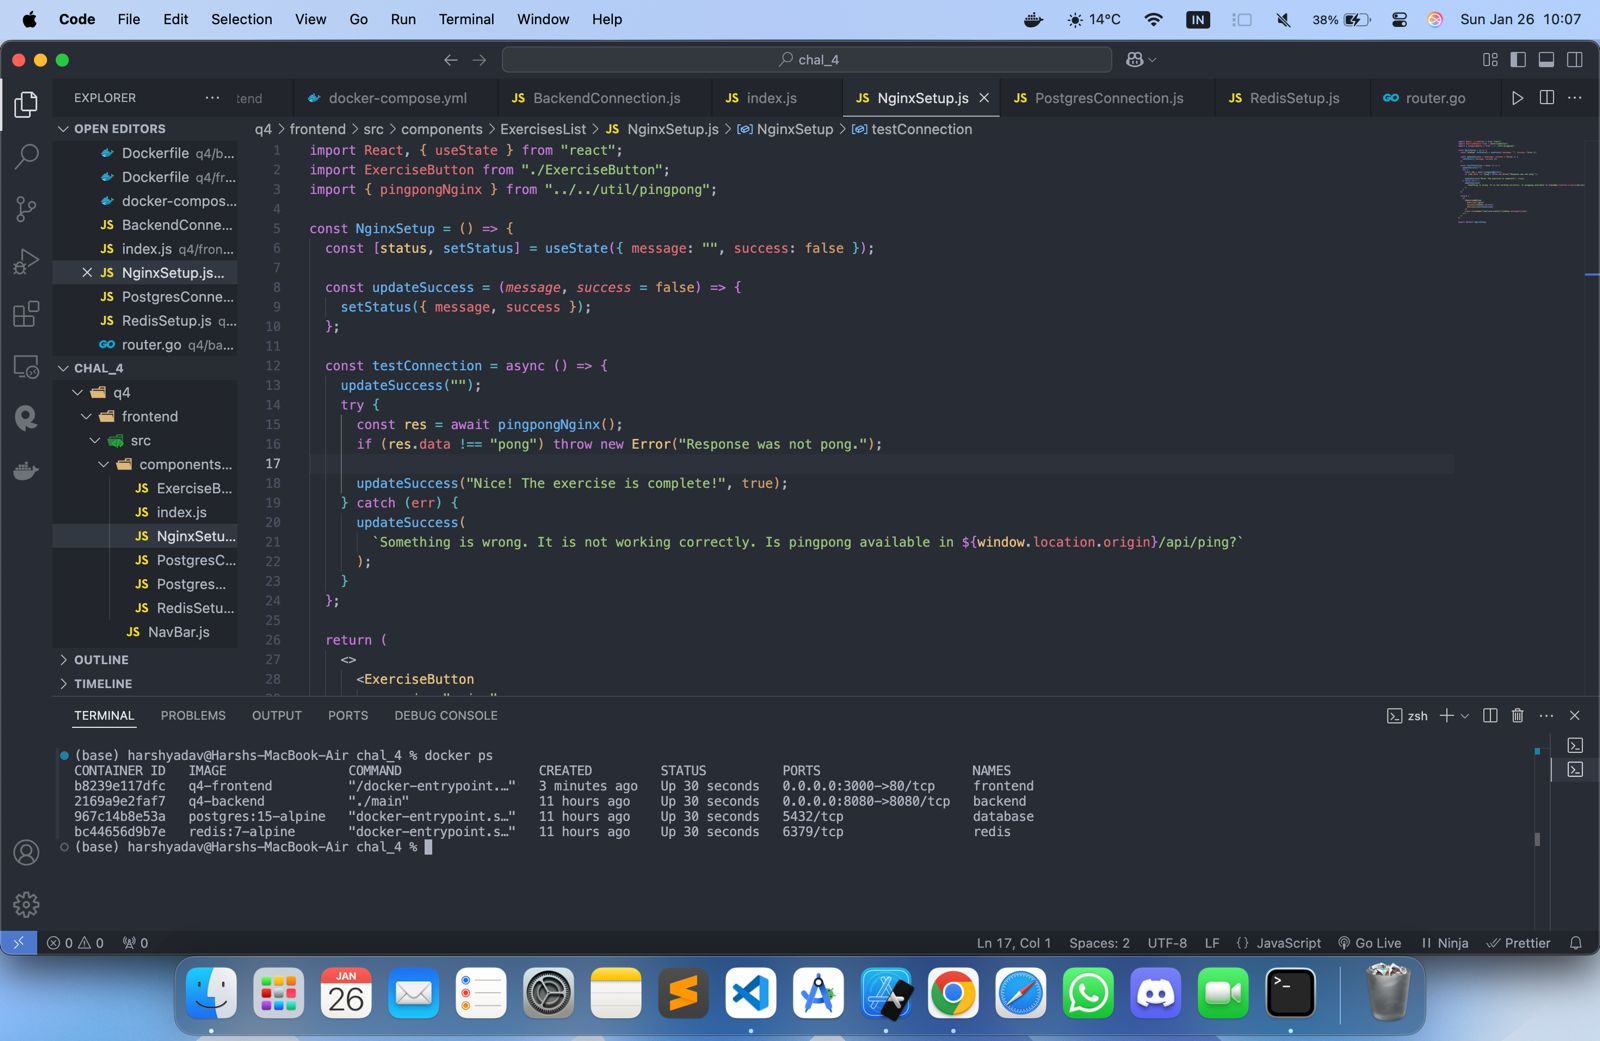 Code File Edit Selection View Go Run Terminal Window Help 14°C IN 38% Sun Jan 26 10:07
chal_4
EXPLORER ··· tend docker-compose.yml JS BackendConnection.js JS index.js JS NginxSetup.js JS PostgresConnection.js JS RedisSetup.js GO router.go ···
OPEN EDITORS
Dockerfile q4/b...
Dockerfile q4/fr...
docker-compos...
JS BackendConne...
JS index.js q4/fron...
JS NginxSetup.js...
JS PostgresConne...
JS RedisSetup.js q...
GO router.go q4/ba...
CHAL_4
q4
frontend
src
components...
JS ExerciseB...
JS index.js
JS NginxSetu...
JS PostgresC...
JS Postgres...
JS RedisSetu...
JS NavBar.js
OUTLINE
TIMELINE
q4 > frontend > src > components > ExercisesList > JS NginxSetup.js > NginxSetup > testConnection
1 import React, { useState } from "react";
2 import ExerciseButton from "./ExerciseButton";
3 import { pingpongNginx } from "../../util/pingpong";
4
5 const NginxSetup = () => {
6 const [status, setStatus] = useState({ message: "", success: false });
7
8 const updateSuccess = (message, success = false) => {
9 setStatus({ message, success });
10 };
11
12 const testConnection = async () => {
13 updateSuccess("");
14 try {
15 const res = await pingpongNginx();
16 if (res.data !== "pong") throw new Error("Response was not pong.");
17
18 updateSuccess("Nice! The exercise is complete!", true);
19 } catch (err) {
20 updateSuccess(
21 `Something is wrong. It is not working correctly. Is pingpong available in ${window.location.origin}/api/ping?`
22 );
23 }
24 };
25
26 return (
27 <>
28 <ExerciseButton
TERMINAL PROBLEMS OUTPUT PORTS DEBUG CONSOLE zsh ···
(base) harshyadav@Harshs-MacBook-Air chal_4 % docker ps
CONTAINER ID IMAGE COMMAND CREATED STATUS PORTS NAMES
b8239e117dfc q4-frontend "/docker-entrypoint.…" 3 minutes ago Up 30 seconds 0.0.0.0:3000->80/tcp frontend
2169a9e2faf7 q4-backend "./main" 11 hours ago Up 30 seconds 0.0.0.0:8080->8080/tcp backend
967c14b8e53a postgres:15-alpine "docker-entrypoint.s…" 11 hours ago Up 30 seconds 5432/tcp database
bc44656d9b7e redis:7-alpine "docker-entrypoint.s…" 11 hours ago Up 30 seconds 6379/tcp redis
(base) harshyadav@Harshs-MacBook-Air chal_4 %
0 0 0 Ln 17, Col 1 Spaces: 2 UTF-8 LF {} JavaScript Go Live Ninja Prettier
JAN
26